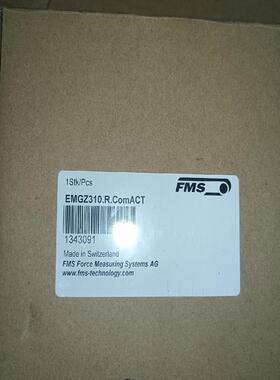 1Stk/Pcs
FMS
EMGZ310.R.ComACT
1343091
Made in Switzerland
FMS Force Measuring Systems AG
www.fms-technology.com